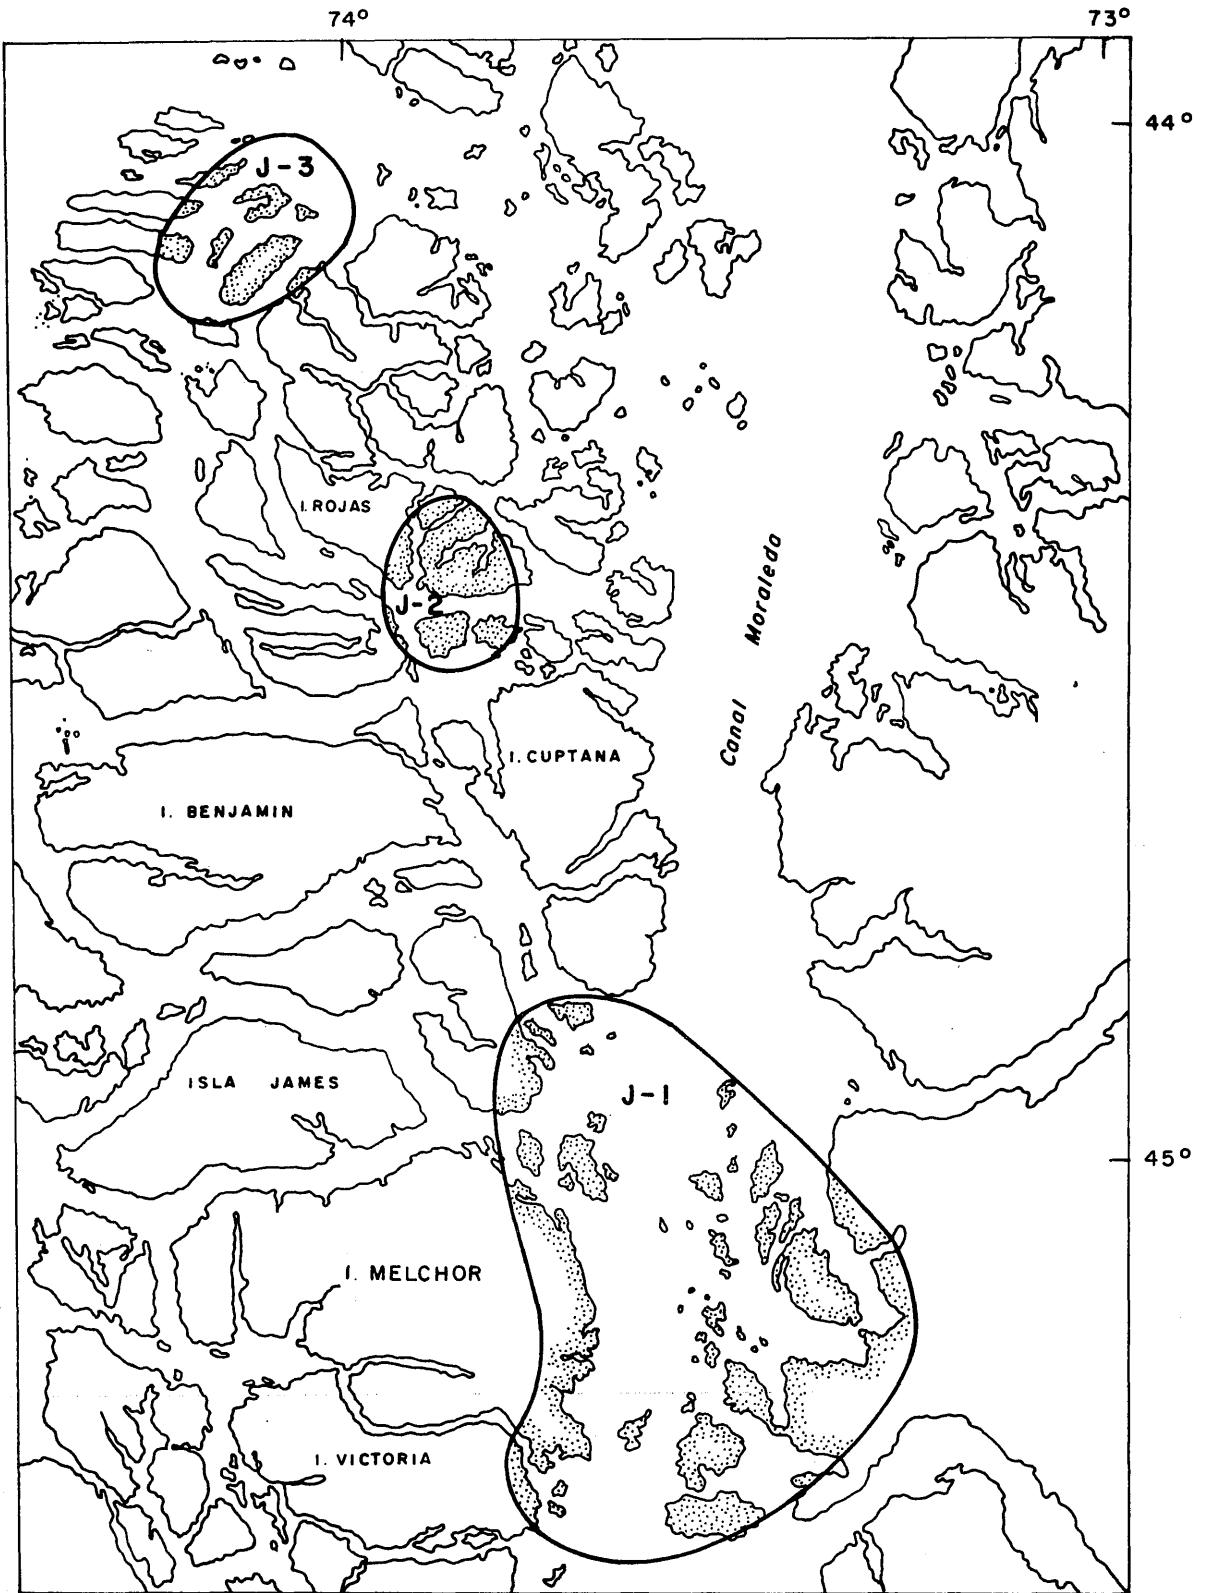 74°
73°
44°
J-3
I. ROJAS
J-2
Canal Moraleda
I. CUPTANA
I. BENJAMIN
ISLA JAMES
J-1
45°
I. MELCHOR
I. VICTORIA